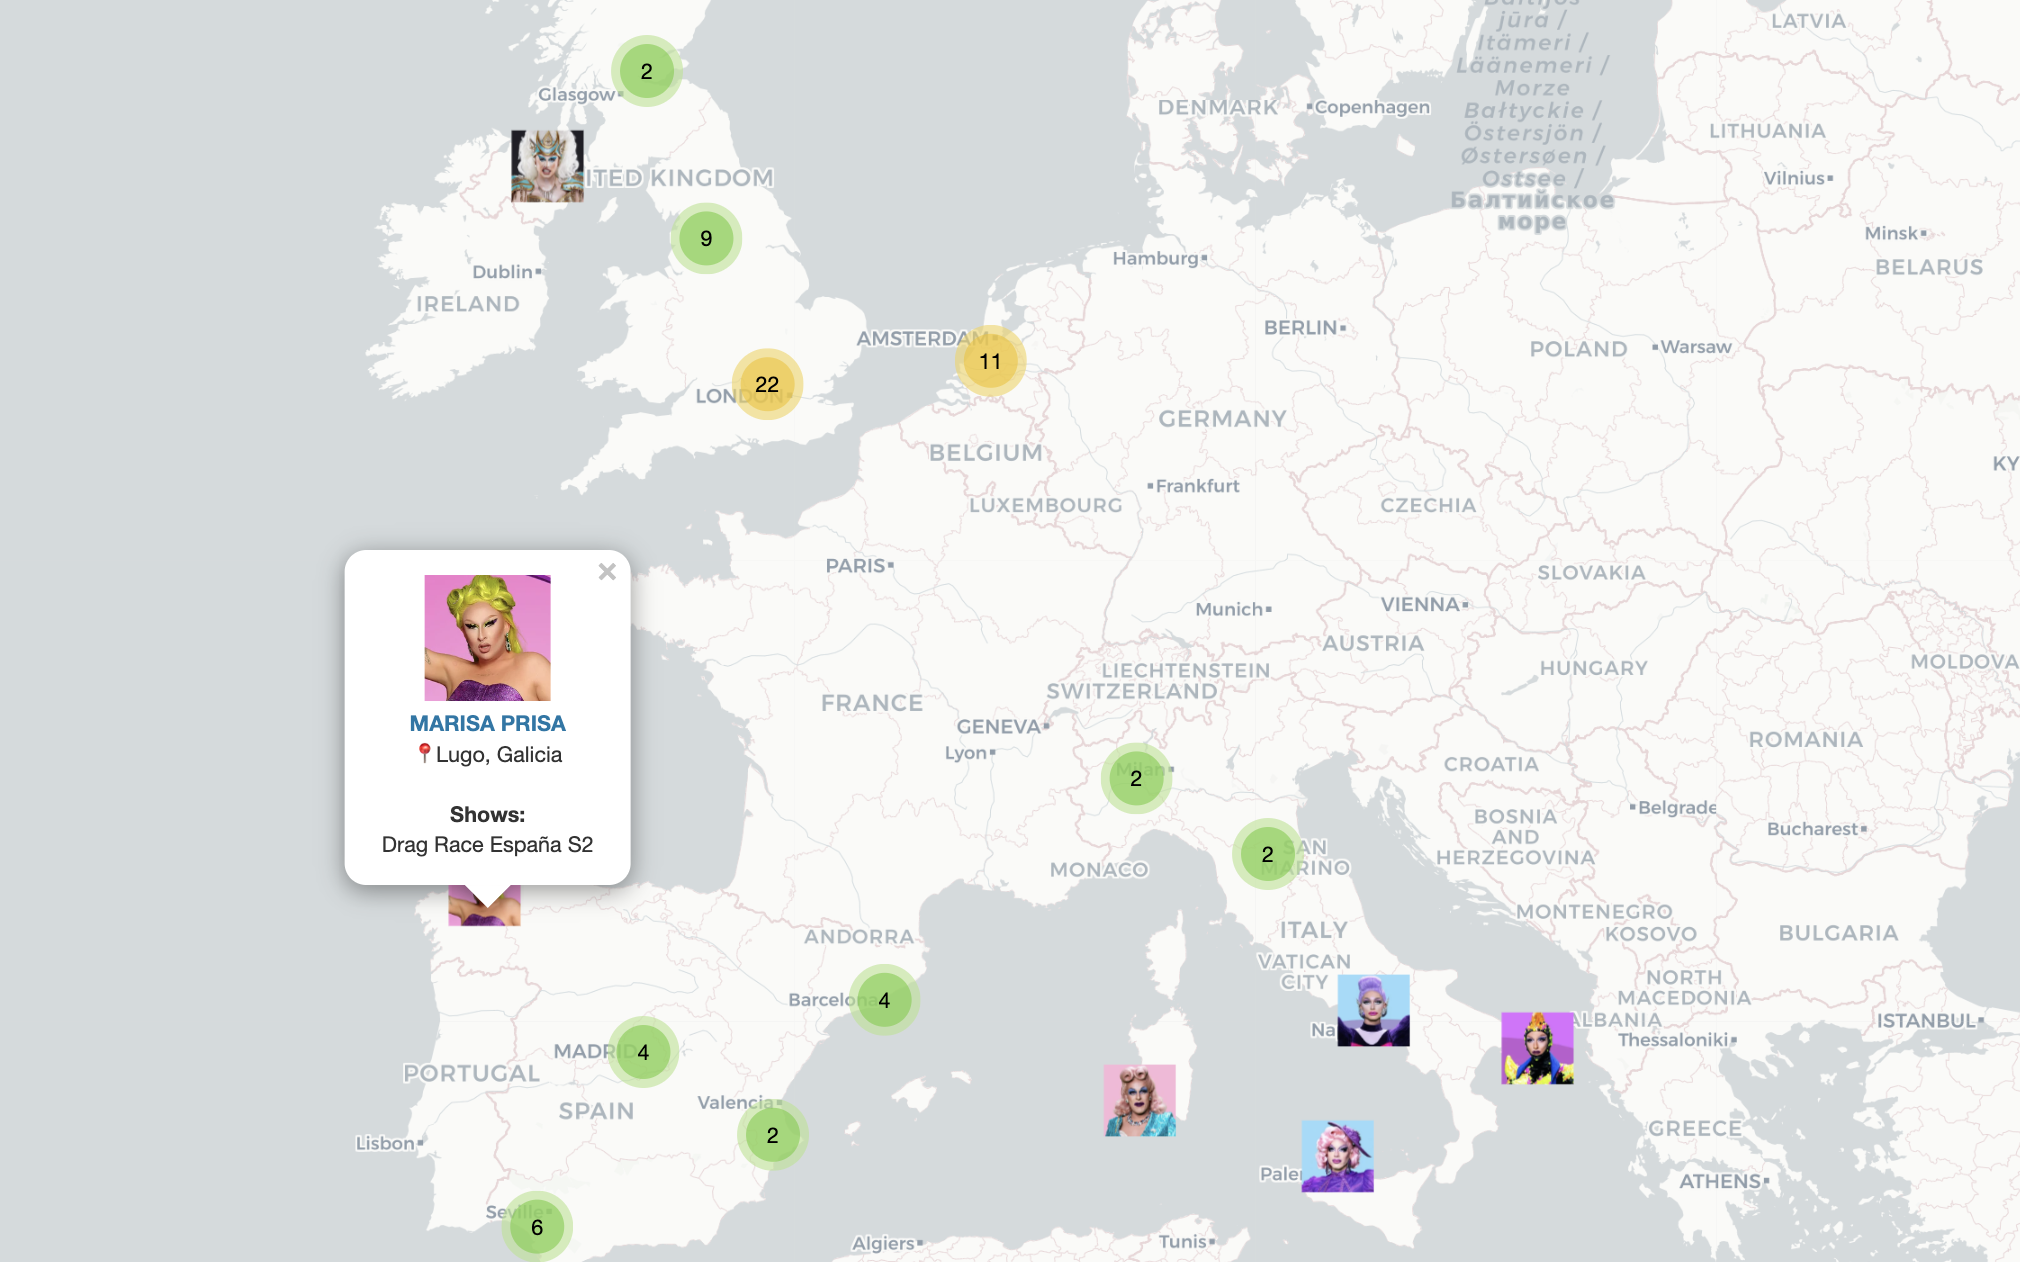 jūra /
Itämeri /
Läänemeri /
Morze
Bałtyckie /
Östersjön /
Østersøen /
Ostsee /
Балтийское
море
LATVIA
2
Glasgow
DENMARK
Copenhagen
LITHUANIA
Vilnius
ITED KINGDOM
9
Minsk
BELARUS
Dublin
IRELAND
Hamburg
AMSTERDAM
11
BERLIN
POLAND
Warsaw
22
LONDON
GERMANY
BELGIUM
KY
Frankfurt
LUXEMBOURG
CZECHIA
PARIS
SLOVAKIA
Munich
VIENNA
AUSTRIA
×
MARISA PRISA
📍Lugo, Galicia
Shows:
Drag Race España S2
LIECHTENSTEIN
SWITZERLAND
HUNGARY
MOLDOVA
FRANCE
GENEVA
Lyon
ROMANIA
CROATIA
2
Milan
Belgrade
BOSNIA
AND
HERZEGOVINA
Bucharest
2
SAN
MARINO
MONACO
MONTENEGRO
KOSOVO
BULGARIA
ITALY
ANDORRA
VATICAN
CITY
NORTH
MACEDONIA
Barcelona
4
Na
ALBANIA
Thessaloniki
ISTANBUL
MADRID
4
PORTUGAL
SPAIN
Valencia
2
GREECE
Lisbon
Paler
ATHENS
Seville
6
Algiers
Tunis